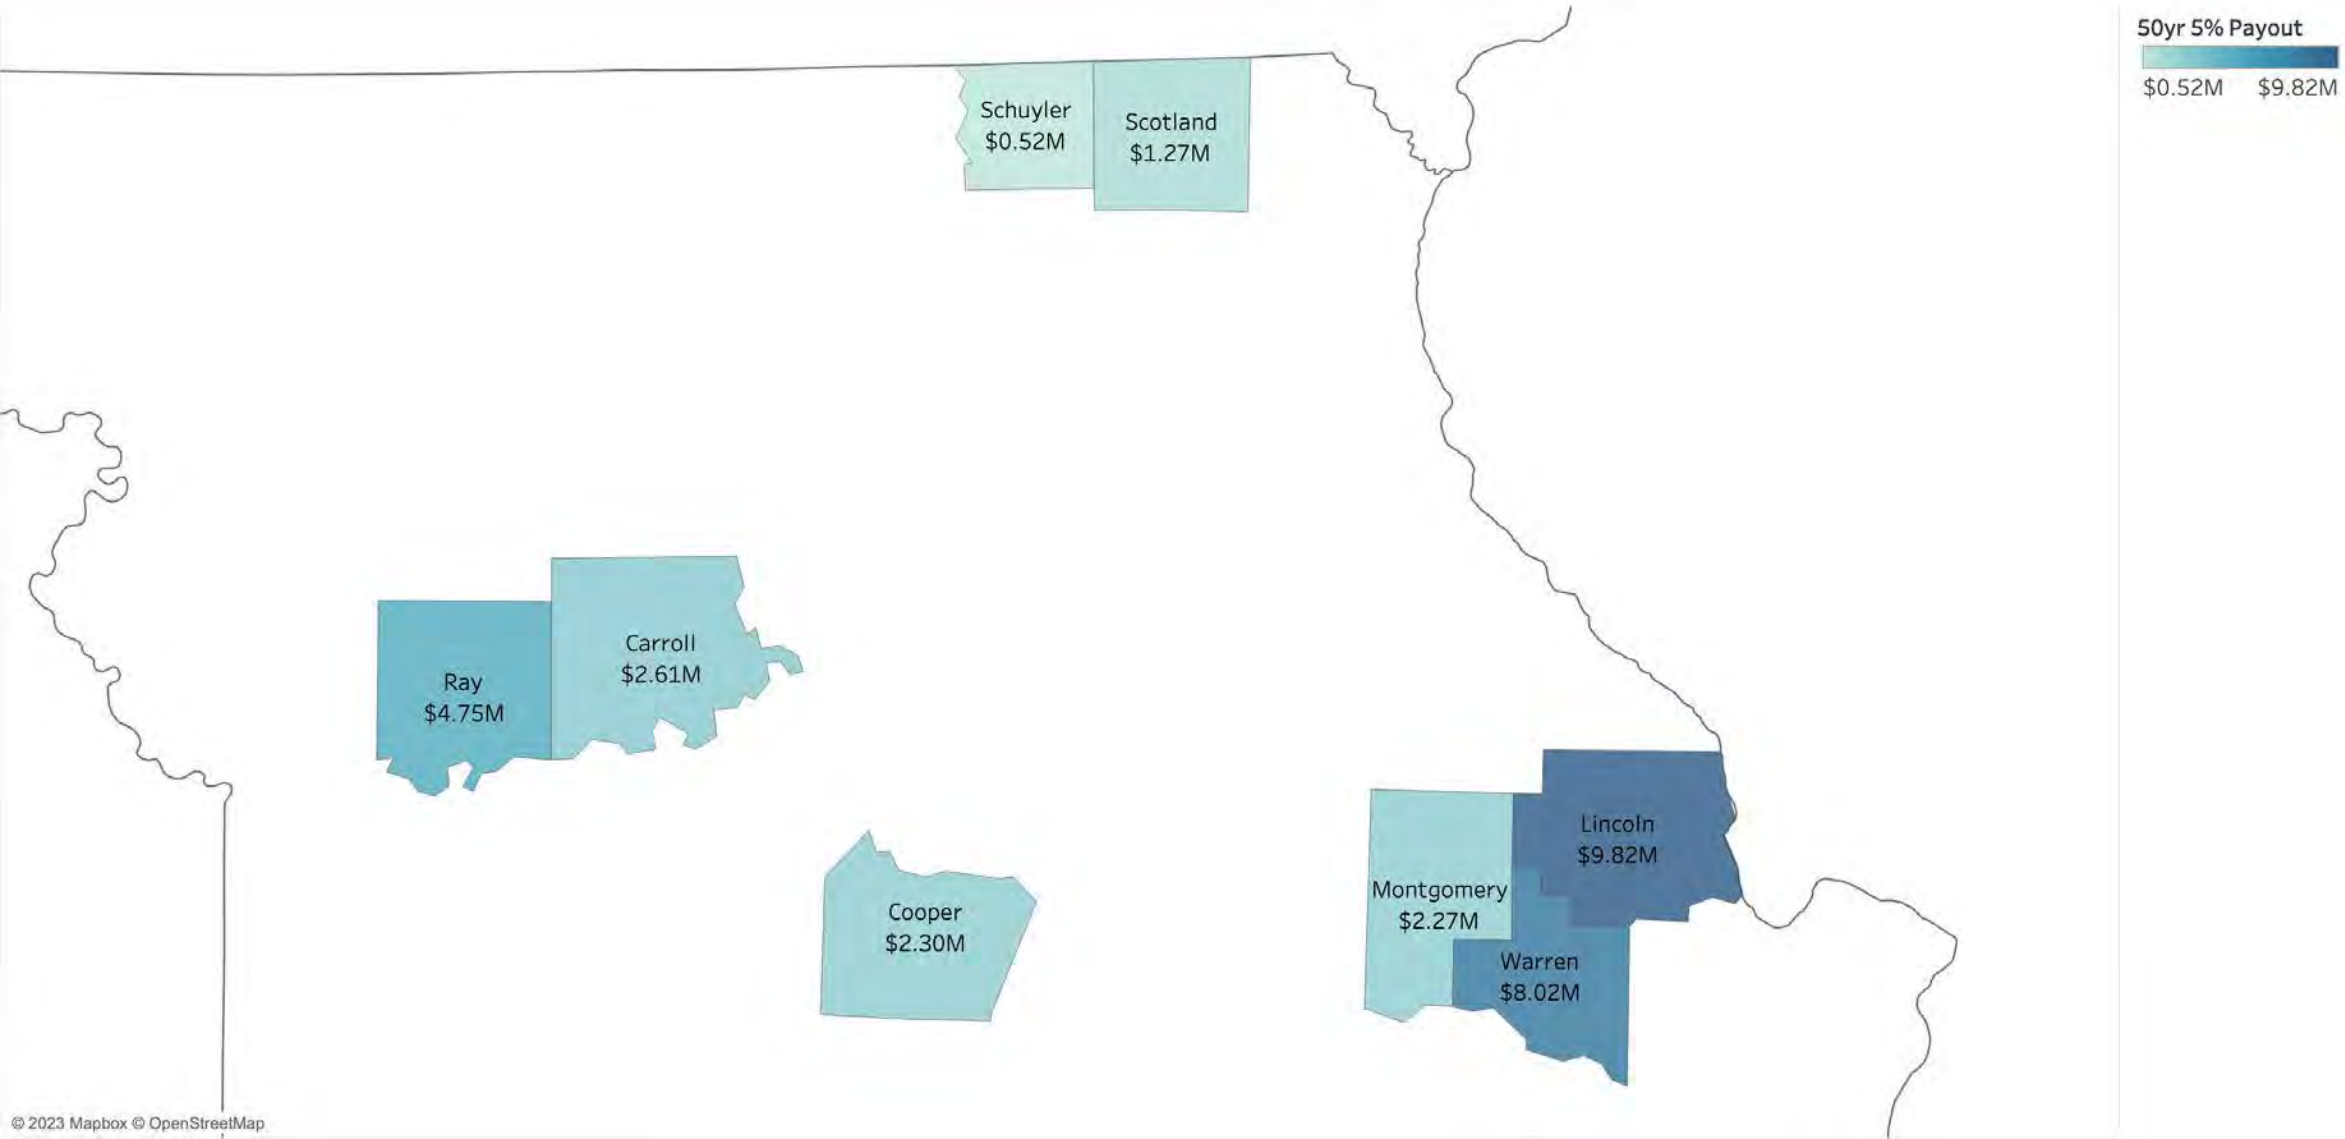 50yr 5% Payout
$0.52M $9.82M
Schuyler
$0.52M
Scotland
$1.27M
Carroll
$2.61M
Ray
$4.75M
Lincoln
$9.82M
Montgomery
$2.27M
Cooper
$2.30M
Warren
$8.02M
© 2023 Mapbox © OpenStreetMap